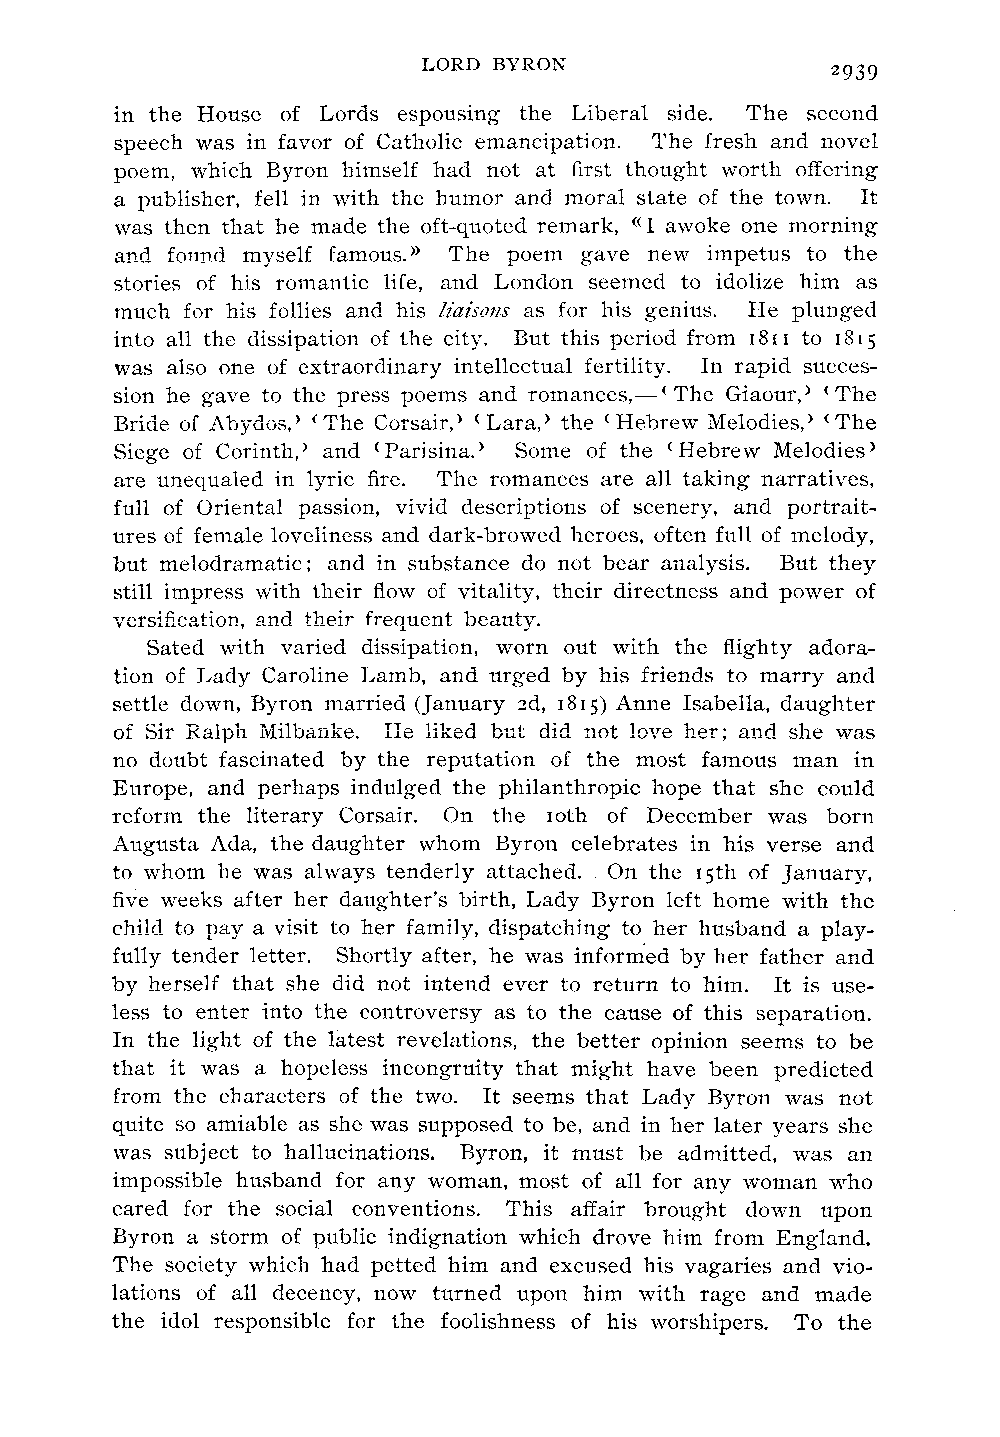 LORD BYRON
2939
in the House of Lords espousing the Liberal side. The second
speech was in favor of Catholic emancipation. The fresh and novel
poem, which Byron himself had not at first thought worth offering
a publisher, fell in with the humor and moral state of the town. It
was then that he made the oft-quoted remark, «I awoke one morning
and found myself famous.» The poem gave new impetus to the
stories of his romantic life, and London seemed to idolize him as
much for his follies and his liaisons as for his genius. He plunged
into all the dissipation of the city. But this period from 1811 to 1815
was also one of extraordinary intellectual fertility. In rapid succes-
sion he gave to the press poems and romances,—‹The Giaour,› ‹The
Bride of Abydos,› ‹The Corsair,› ‹Lara,› the ‹Hebrew Melodies,› ‹The
Siege of Corinth,› and ‹Parisina.› Some of the ‹Hebrew Melodies›
are unequaled in lyric fire. The romances are all taking narratives,
full of Oriental passion, vivid descriptions of scenery, and portrait-
ures of female loveliness and dark-browed heroes, often full of melody,
but melodramatic; and in substance do not bear analysis. But they
still impress with their flow of vitality, their directness and power of
versification, and their frequent beauty.
Sated with varied dissipation, worn out with the flighty adora-
tion of Lady Caroline Lamb, and urged by his friends to marry and
settle down, Byron married (January 2d, 1815) Anne Isabella, daughter
of Sir Ralph Milbanke. He liked but did not love her; and she was
no doubt fascinated by the reputation of the most famous man in
Europe, and perhaps indulged the philanthropic hope that she could
reform the literary Corsair. On the 10th of December was born
Augusta Ada, the daughter whom Byron celebrates in his verse and
to whom he was always tenderly attached. On the 15th of January,
five weeks after her daughter's birth, Lady Byron left home with the
child to pay a visit to her family, dispatching to her husband a play-
fully tender letter. Shortly after, he was informed by her father and
by herself that she did not intend ever to return to him. It is use-
less to enter into the controversy as to the cause of this separation.
In the light of the latest revelations, the better opinion seems to be
that it was a hopeless incongruity that might have been predicted
from the characters of the two. It seems that Lady Byron was not
quite so amiable as she was supposed to be, and in her later years she
was subject to hallucinations. Byron, it must be admitted, was an
impossible husband for any woman, most of all for any woman who
cared for the social conventions. This affair brought down upon
Byron a storm of public indignation which drove him from England.
The society which had petted him and excused his vagaries and vio-
lations of all decency, now turned upon him with rage and made
the idol responsible for the foolishness of his worshipers. To the